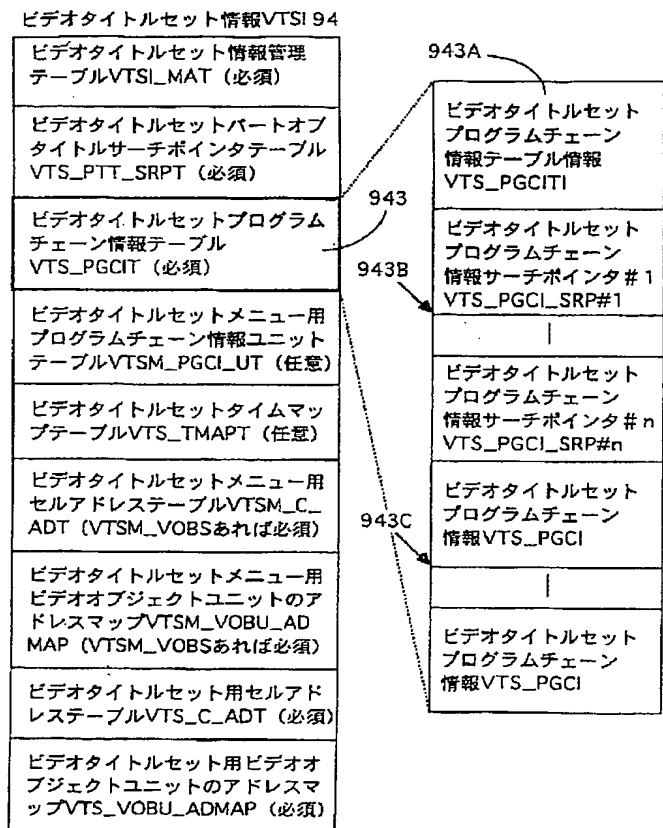 ビデオタイトルセット情報VTSI 94
ビデオタイトルセット情報管理
テーブルVTSI_MAT（必須）
ビデオタイトルセットパートオブ
タイトルサーチポインタテーブル
VTS_PTT_SRPT（必須）
ビデオタイトルセットプログラム
チェーン情報テーブル
VTS_PGCIT（必須）
ビデオタイトルセットメニュー用
プログラムチェーン情報ユニット
テーブルVTSM_PGCI_UT（任意）
ビデオタイトルセットタイムマッ
プテーブルVTS_TMAPT（任意）
ビデオタイトルセットメニュー用
セルアドレステーブルVTSM_C_
ADT（VTSM_VOBSあれば必須）
ビデオタイトルセットメニュー用
ビデオオブジェクトユニットのア
ドレスマップVTSM_VOBU_AD
MAP（VTSM_VOBSあれば必須）
ビデオタイトルセット用セルアド
レステーブルVTS_C_ADT（必須）
ビデオタイトルセット用ビデオオ
ブジェクトユニットのアドレスマ
ップVTS_VOBU_ADMAP（必須）
943
943A
ビデオタイトルセット
プログラムチェーン
情報テーブル情報
VTS_PGCITI
943B
ビデオタイトルセット
プログラムチェーン
情報サーチポインタ＃1
VTS_PGCI_SRP#1
ビデオタイトルセット
プログラムチェーン
情報サーチポインタ＃n
VTS_PGCI_SRP#n
943C
ビデオタイトルセット
プログラムチェーン
情報VTS_PGCI
ビデオタイトルセット
プログラムチェーン
情報VTS_PGCI